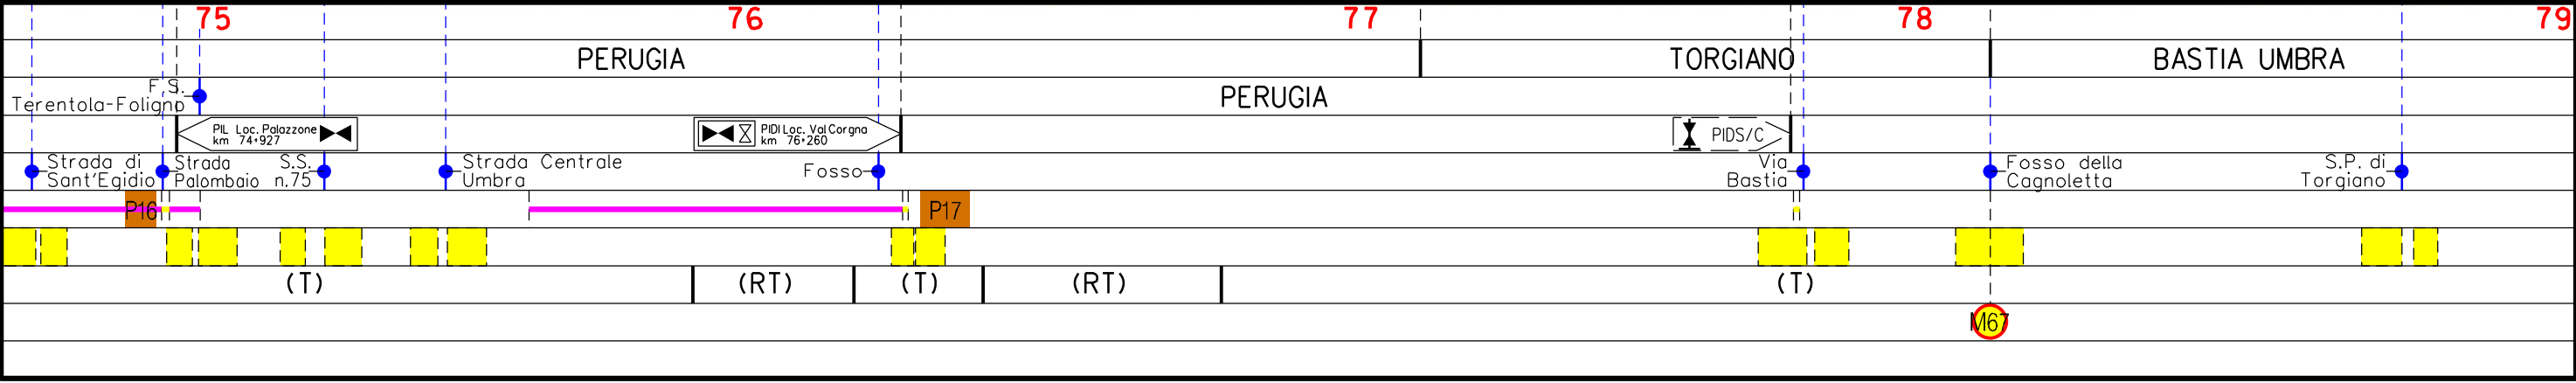 75 76 77 78 79
PERUGIA TORGIANO BASTIA UMBRA
F.S.
Terentola-Foligno
PERUGIA
PIL Loc. Palazzone
km 74+927
PIDI Loc. Val Corgna
km 76+260
PIDS/C
Strada di
Sant'Egidio
Strada
Palombaio
S.S.
n.75
Strada Centrale
Umbra
Fosso
Via
Bastia
Fosso della
Cagnoletta
S.P. di
Torgiano
P16 P17
(T) (RT) (T) (RT) (T)
M67